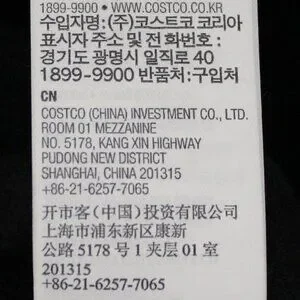 1899-9900 • WWW.COSTCO.CO.KR
수입자명 : (주)코스트코 코리아
표시자 주소 및 전화번호 :
경기도 광명시 일직로 40
1899-9900 반품처:구입처
CN
COSTCO (CHINA) INVESTMENT CO., LTD.
ROOM 01 MEZZANINE
NO. 5178, KANG XIN HIGHWAY
PUDONG NEW DISTRICT
SHANGHAI, CHINA 201315
+86-21-6257-7065
开市客（中国）投资有限公司
上海市浦东新区康新
公路 5178 号 1 夹层 01 室
201315
+86-21-6257-7065